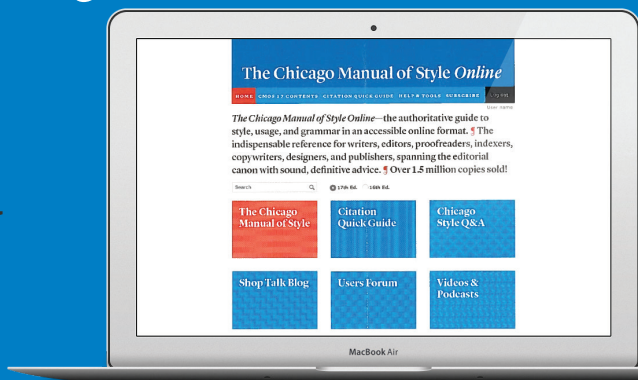 The Chicago Manual of Style Online
HOME CMOS 17 CONTENTS CITATION QUICK GUIDE HELP & TOOLS SUBSCRIBE
User Name
The Chicago Manual of Style Online—the authoritative guide to
style, usage, and grammar in an accessible online format. ¶ The
indispensable reference for writers, editors, proofreaders, indexers,
copywriters, designers, and publishers, spanning the editorial
canon with sound, definitive advice. ¶ Over 1.5 million copies sold!
Search 17th Ed. 16th Ed.
The Chicago
Manual of Style
Citation
Quick Guide
Chicago
Style Q&A
Shop Talk Blog
Users Forum
Videos &
Podcasts
MacBook Air